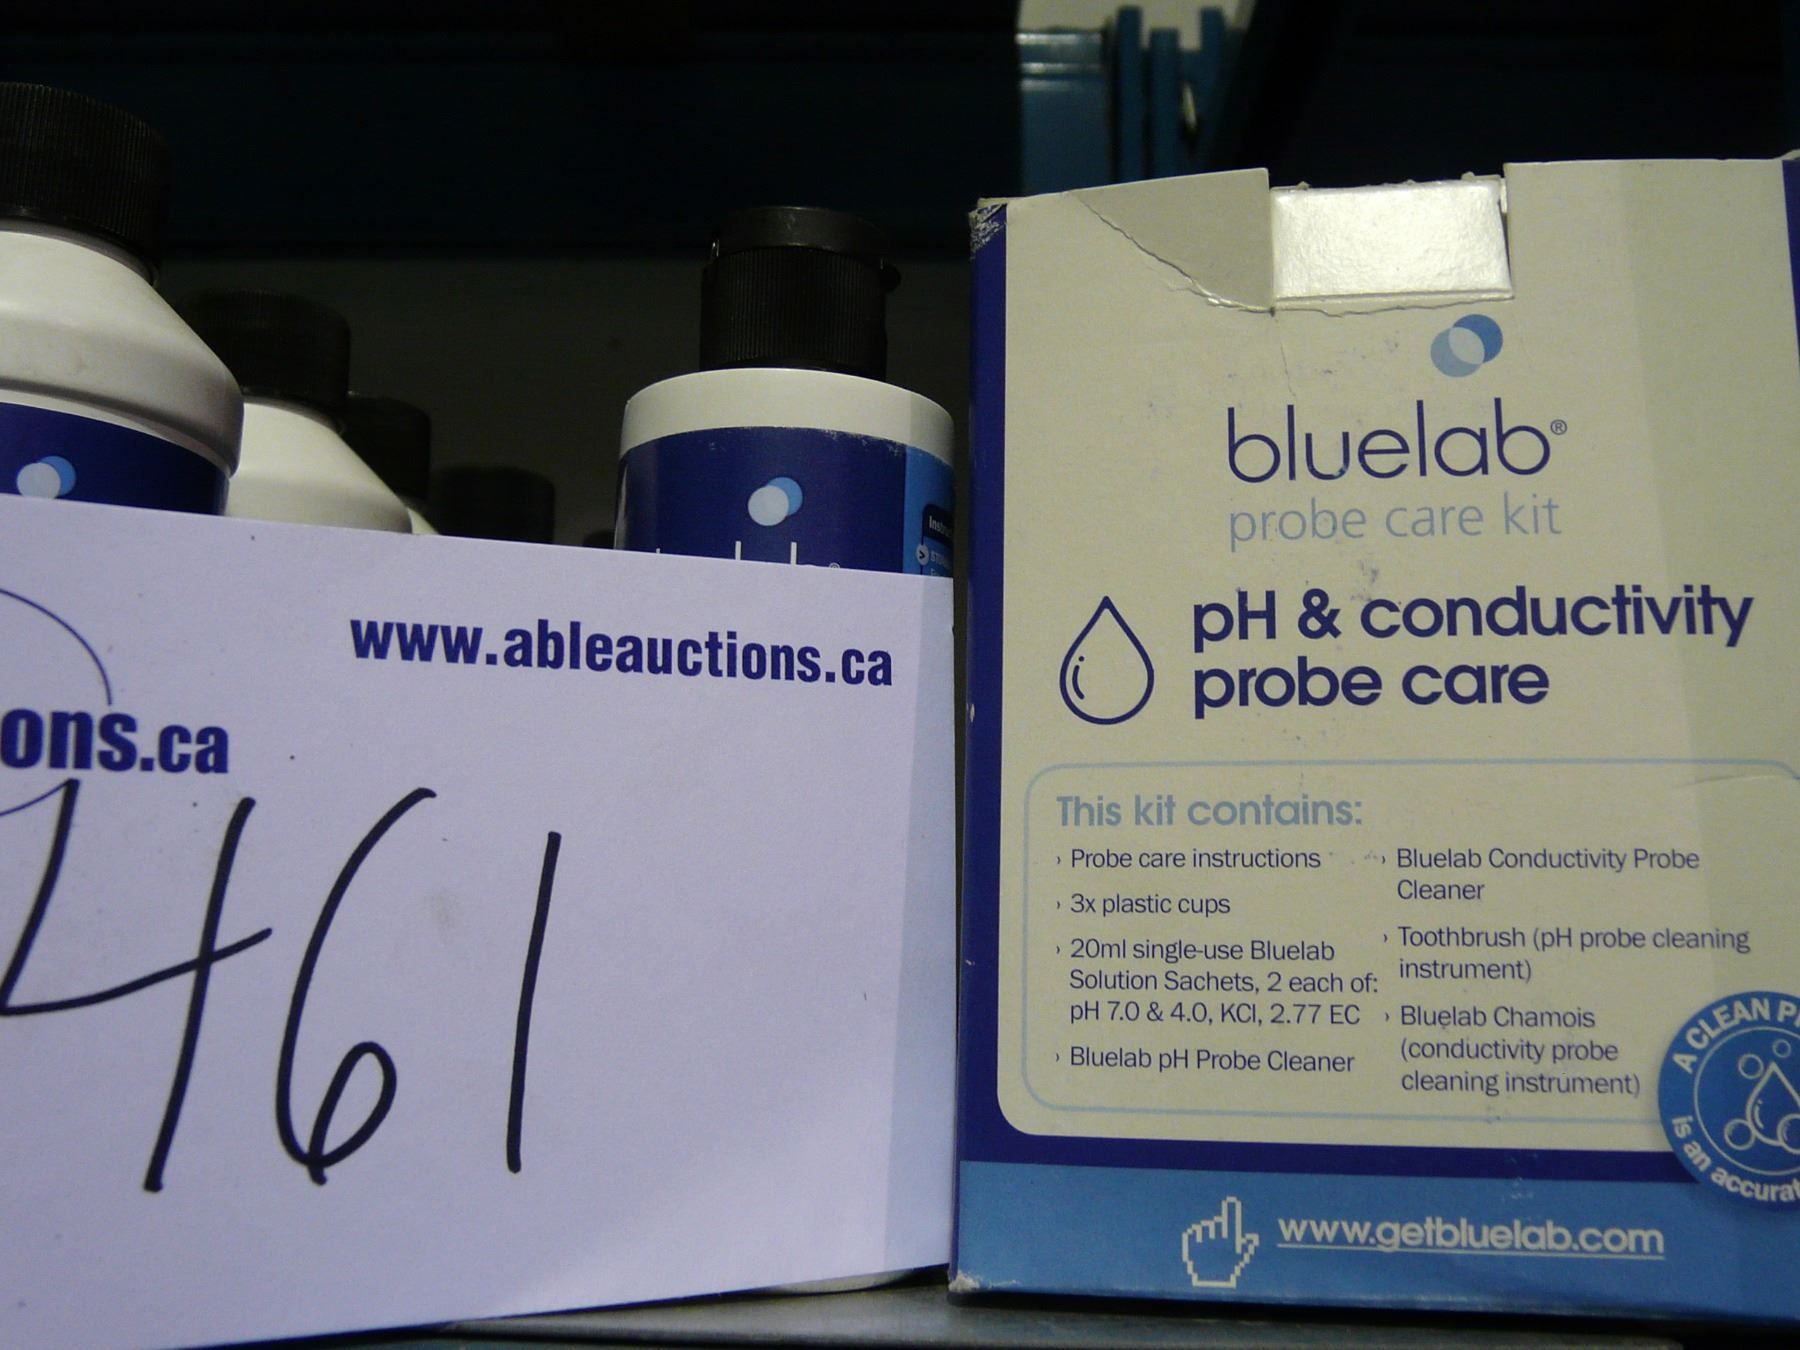 www.ableauctions.ca
ons.ca
461
bluelab®
probe care kit
pH & conductivity
probe care
This kit contains:
› Probe care instructions
› 3x plastic cups
› 20ml single-use Bluelab
Solution Sachets, 2 each of:
pH 7.0 & 4.0, KCl, 2.77 EC
› Bluelab pH Probe Cleaner
› Bluelab Conductivity Probe
Cleaner
› Toothbrush (pH probe cleaning
instrument)
› Bluelab Chamois
(conductivity probe
cleaning instrument)
A CLEAN P
is an accurat
www.getbluelab.com